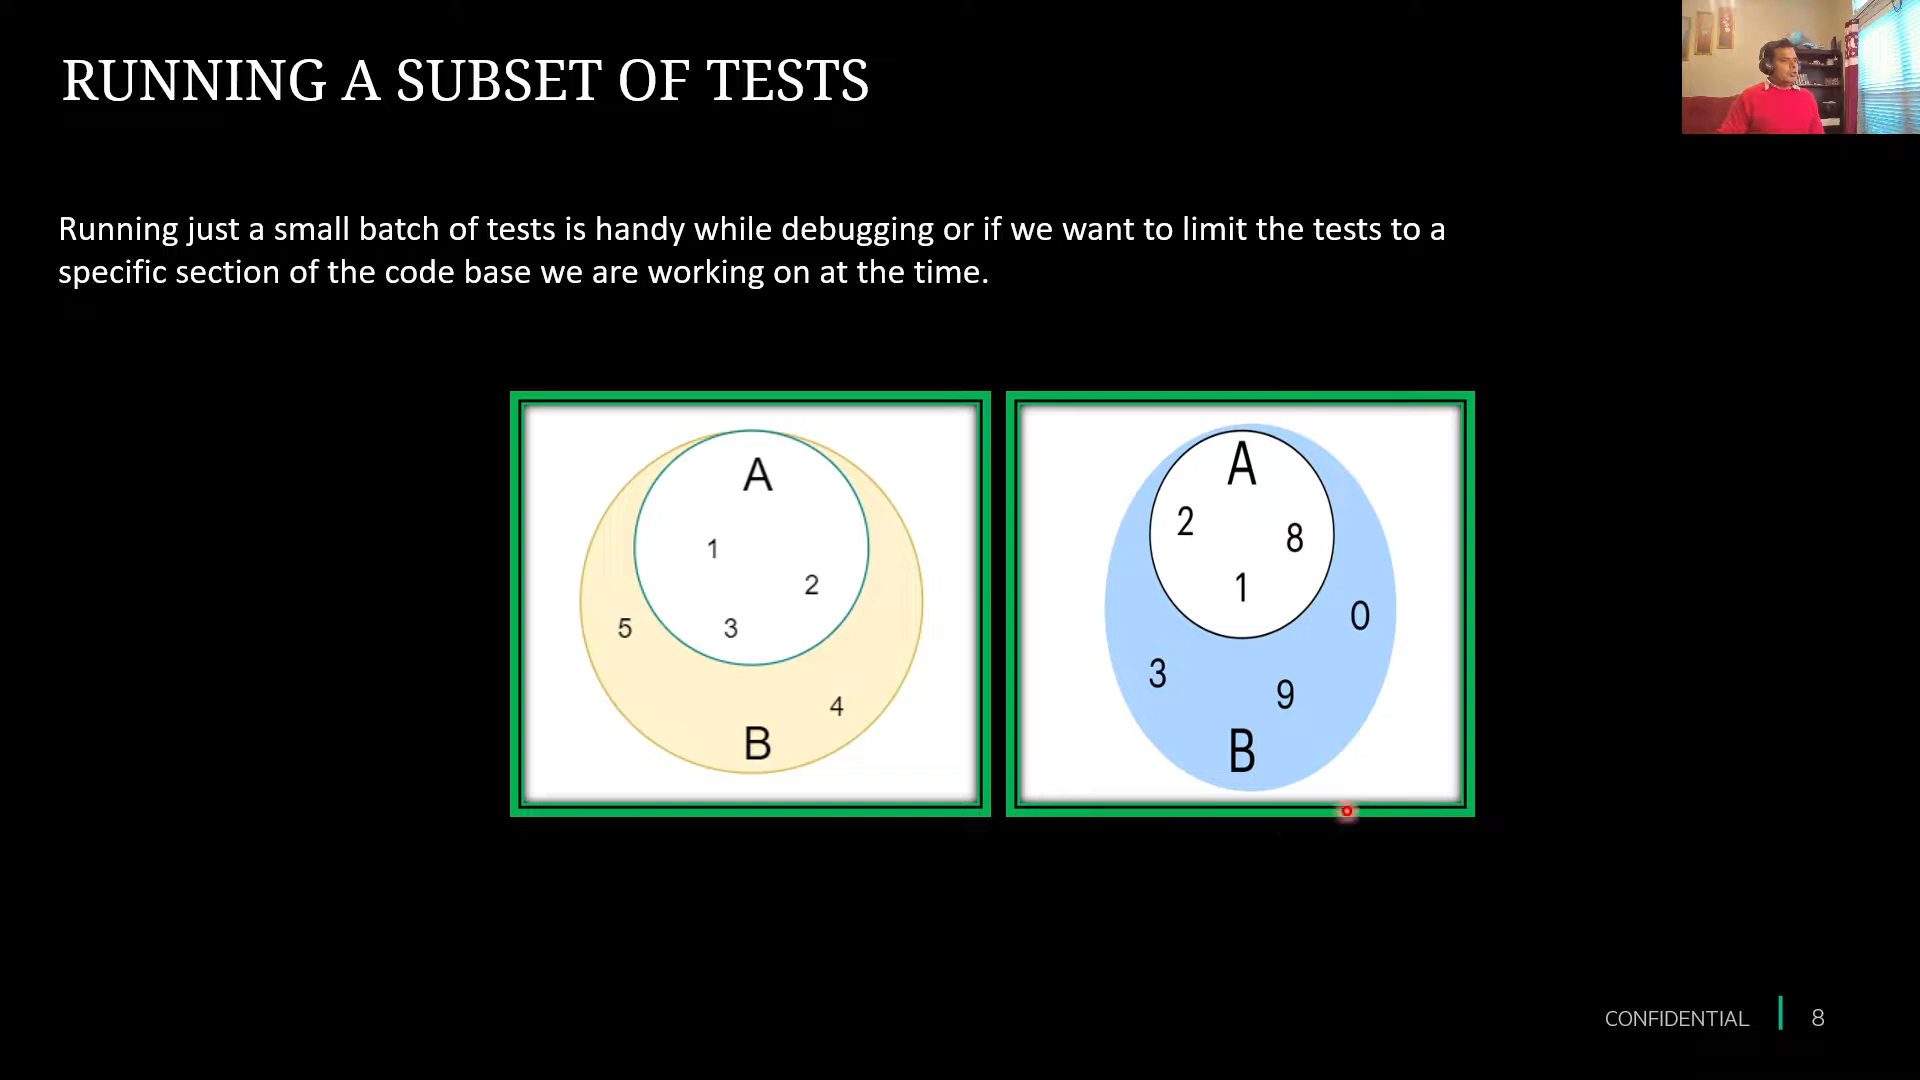 RUNNING A SUBSET OF TESTS
Running just a small batch of tests is handy while debugging or if we want to limit the tests to a
specific section of the code base we are working on at the time.
A
1
2
3
5
4
B
A
2
8
1
0
3
9
B
CONFIDENTIAL 8